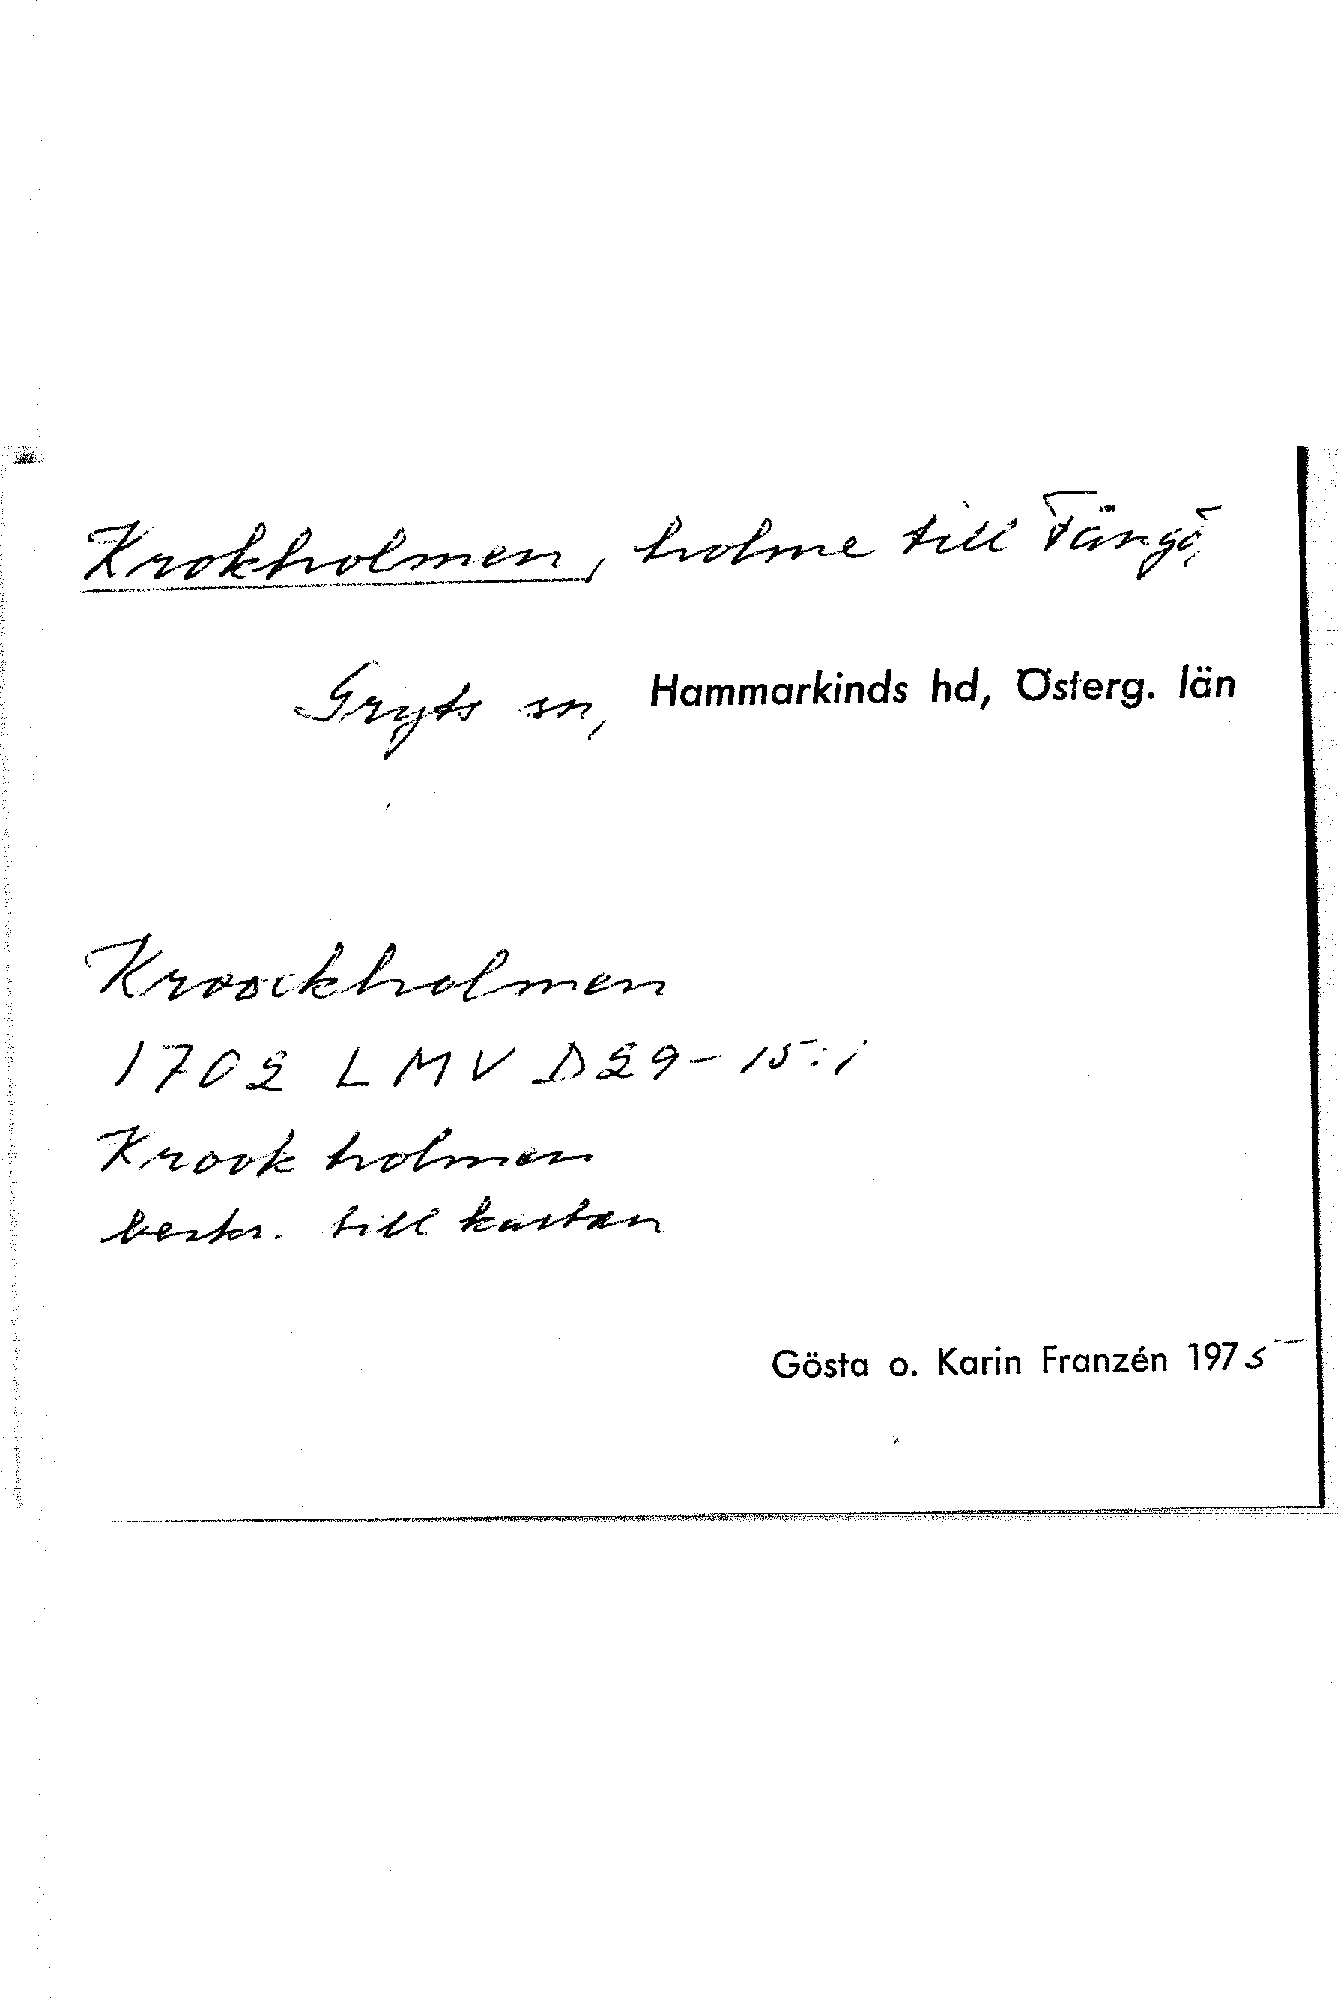 Krokholmen, holme till Tängö,
Gryts sn, Hammarkinds hd, Österg. län
Kroockholmen
1702 LMV D29-15:1
Krook holmen
beskr. till kartan
Gösta o. Karin Franzén 1975